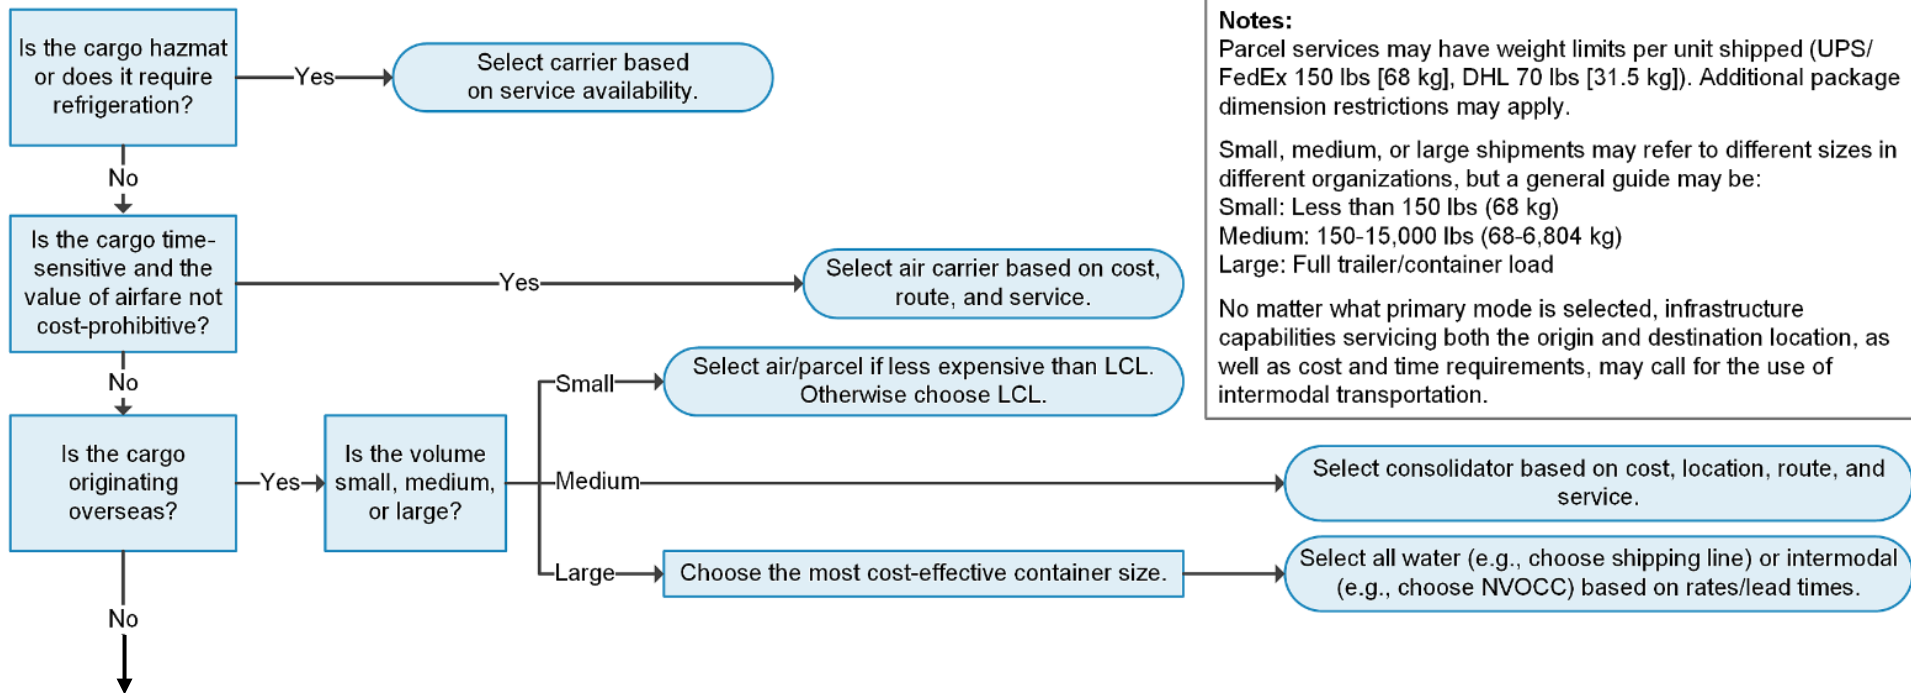 Is the cargo hazmat
or does it require
refrigeration?
Yes
Select carrier based
on service availability.
No
Is the cargo time-
sensitive and the
value of airfare not
cost-prohibitive?
Yes
Select air carrier based on cost,
route, and service.
No
Is the cargo
originating
overseas?
Yes
Is the volume
small, medium,
or large?
Small
Select air/parcel if less expensive than LCL.
Otherwise choose LCL.
Medium
Select consolidator based on cost, location, route, and
service.
Large
Choose the most cost-effective container size.
Select all water (e.g., choose shipping line) or intermodal
(e.g., choose NVOCC) based on rates/lead times.
No
Notes:
Parcel services may have weight limits per unit shipped (UPS/
FedEx 150 lbs [68 kg], DHL 70 lbs [31.5 kg]). Additional package
dimension restrictions may apply.
Small, medium, or large shipments may refer to different sizes in
different organizations, but a general guide may be:
Small: Less than 150 lbs (68 kg)
Medium: 150-15,000 lbs (68-6,804 kg)
Large: Full trailer/container load
No matter what primary mode is selected, infrastructure
capabilities servicing both the origin and destination location, as
well as cost and time requirements, may call for the use of
intermodal transportation.